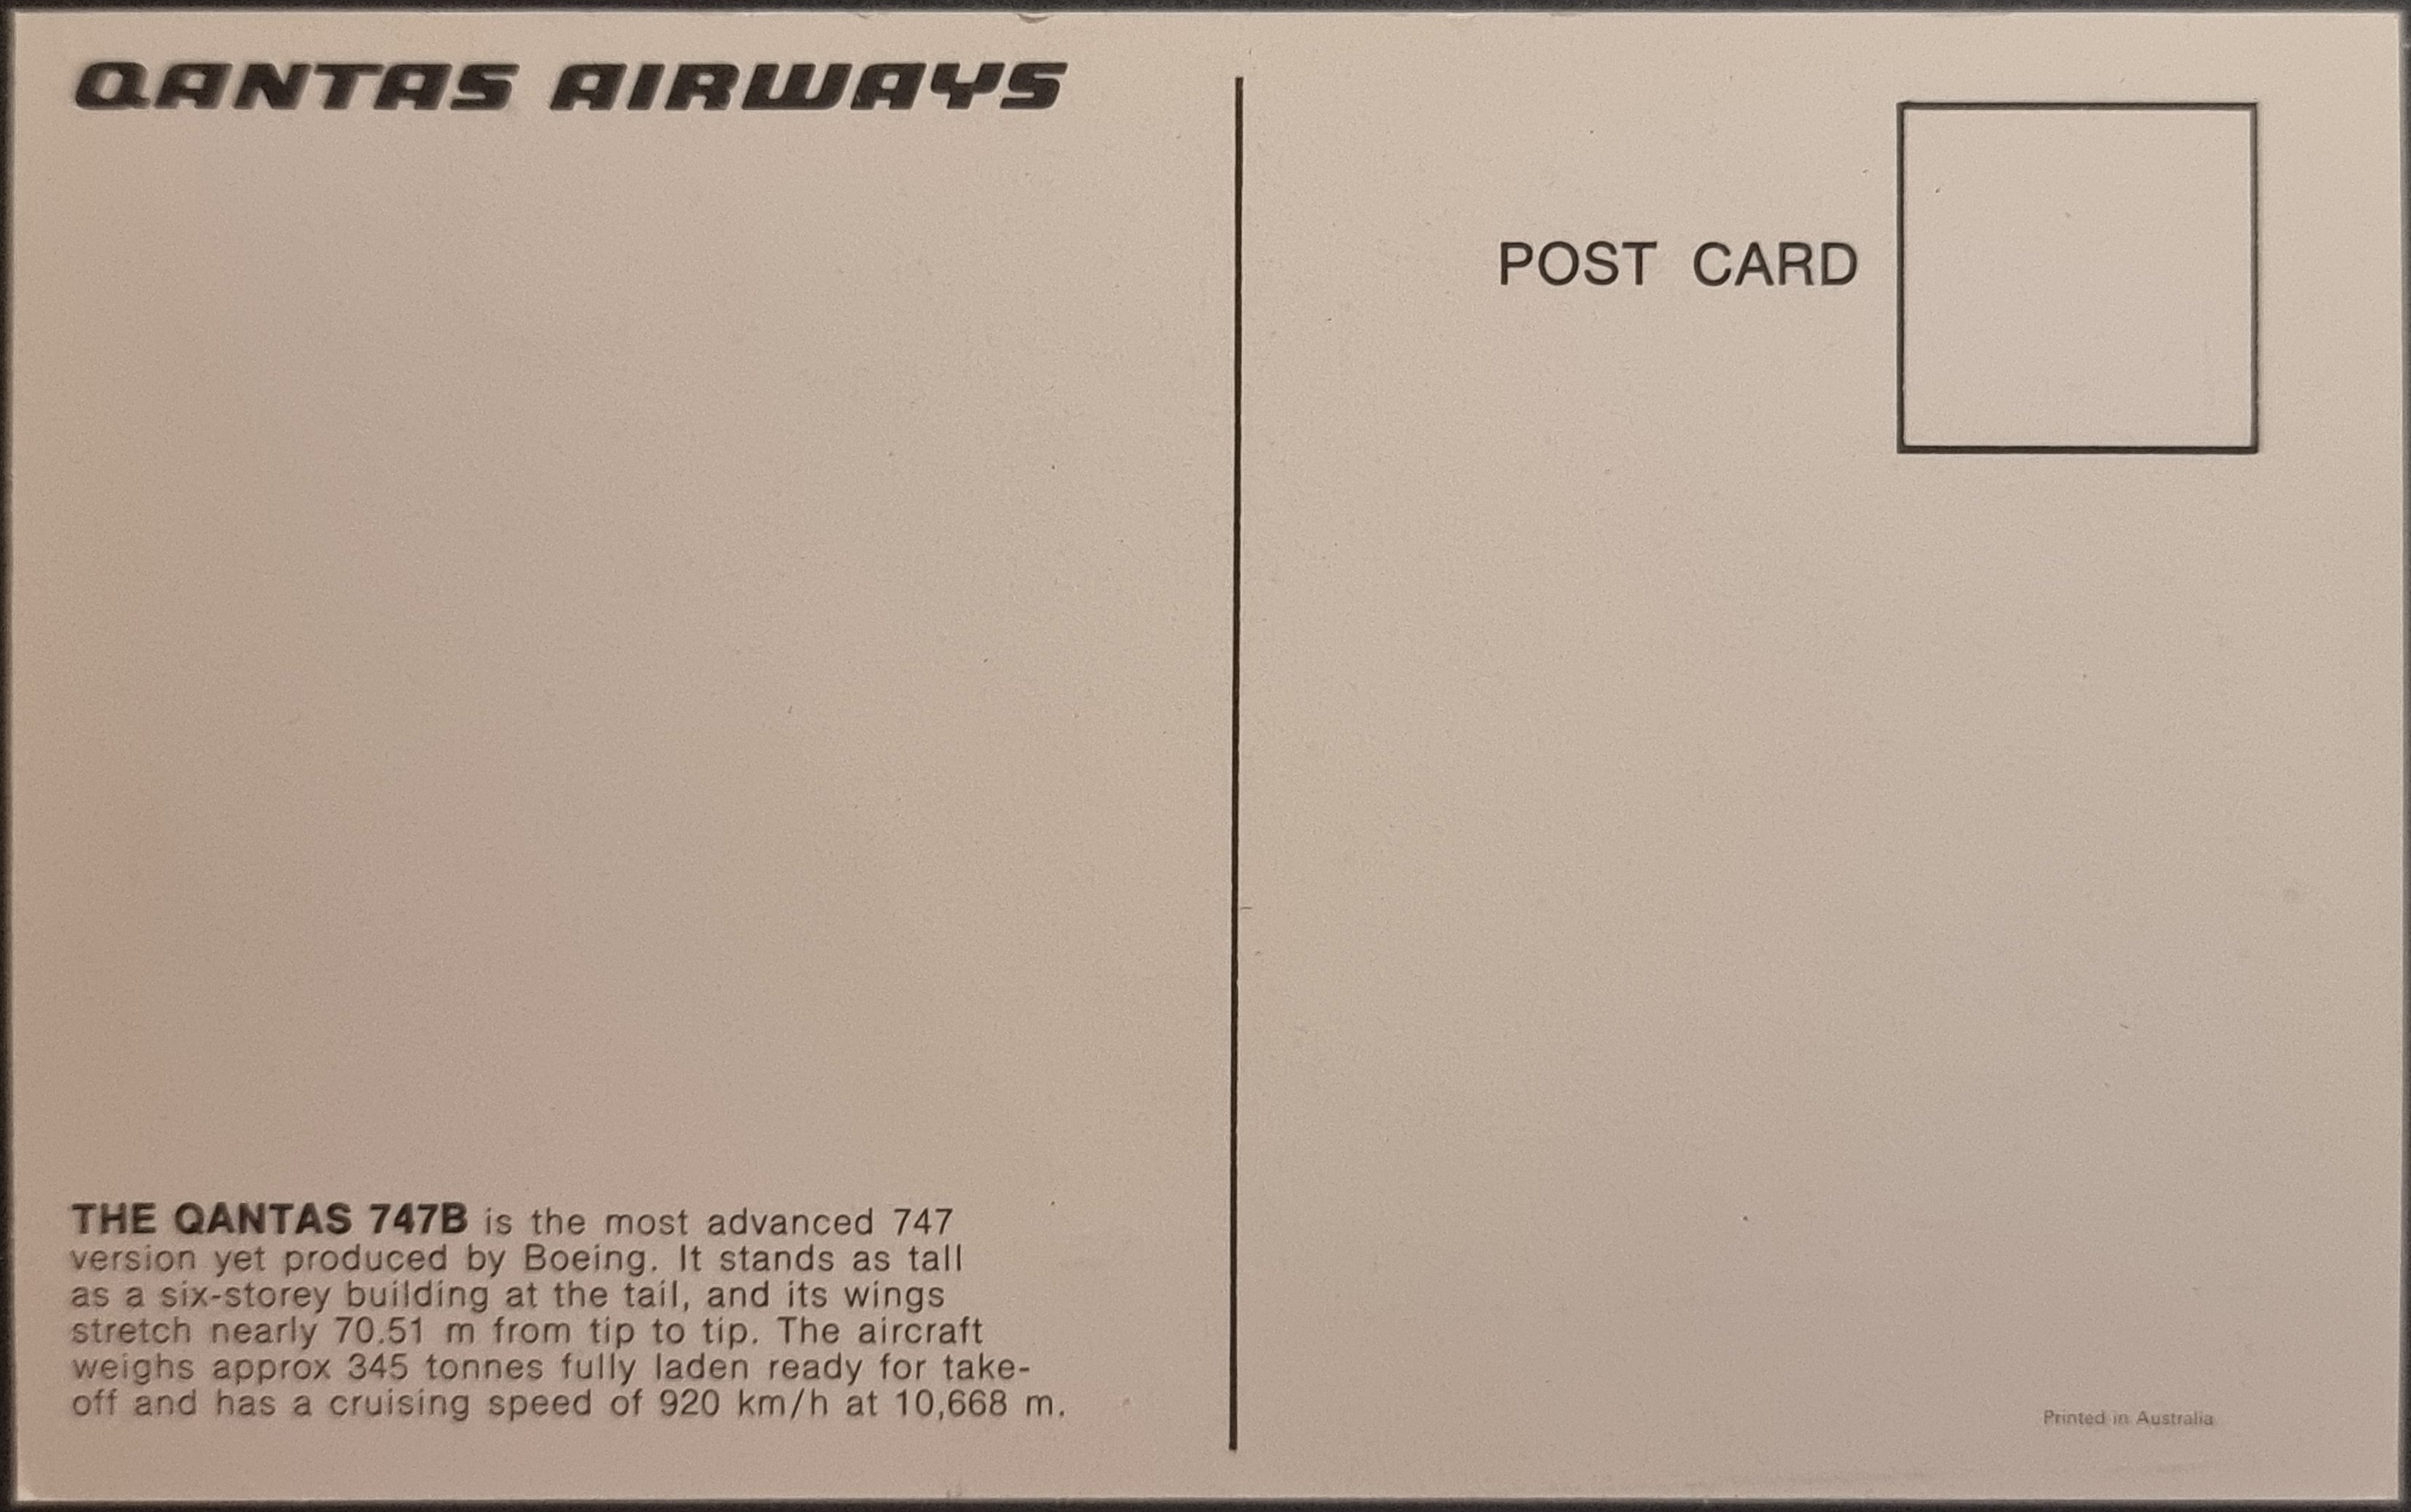 QANTAS AIRWAYS
POST CARD
THE QANTAS 747B is the most advanced 747
version yet produced by Boeing. It stands as tall
as a six-storey building at the tail, and its wings
stretch nearly 70.51 m from tip to tip. The aircraft
weighs approx 345 tonnes fully laden ready for take-
off and has a cruising speed of 920 km/h at 10,668 m.
Printed in Australia